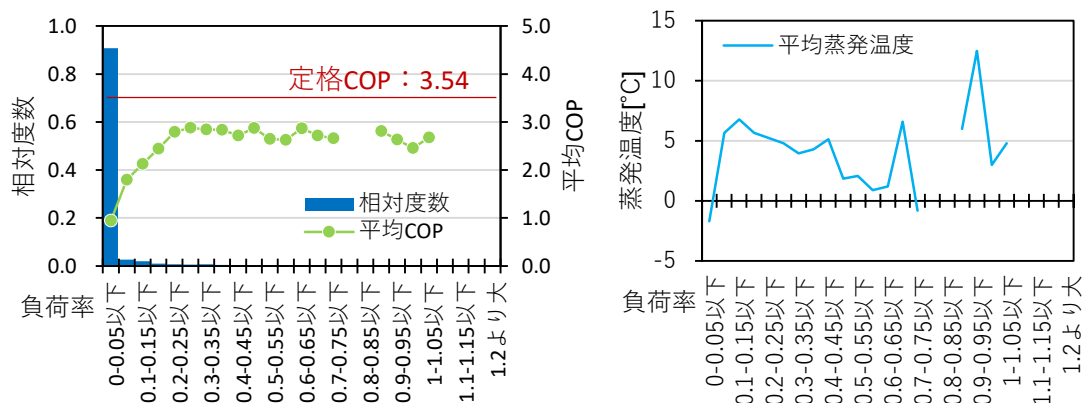 1.0
0.8
0.6
0.4
0.2
0.0
相対度数
5.0
4.0
3.0
2.0
1.0
0.0
平均COP
定格COP：3.54
相対度数
平均COP
負荷率
0-0.05以下
0.1-0.15以下
0.2-0.25以下
0.3-0.35以下
0.4-0.45以下
0.5-0.55以下
0.6-0.65以下
0.7-0.75以下
0.8-0.85以下
0.9-0.95以下
1-1.05以下
1.1-1.15以下
1.2より大
15
10
5
0
-5
蒸発温度[℃]
平均蒸発温度
負荷率
0-0.05以下
0.1-0.15以下
0.2-0.25以下
0.3-0.35以下
0.4-0.45以下
0.5-0.55以下
0.6-0.65以下
0.7-0.75以下
0.8-0.85以下
0.9-0.95以下
1-1.05以下
1.1-1.15以下
1.2より大